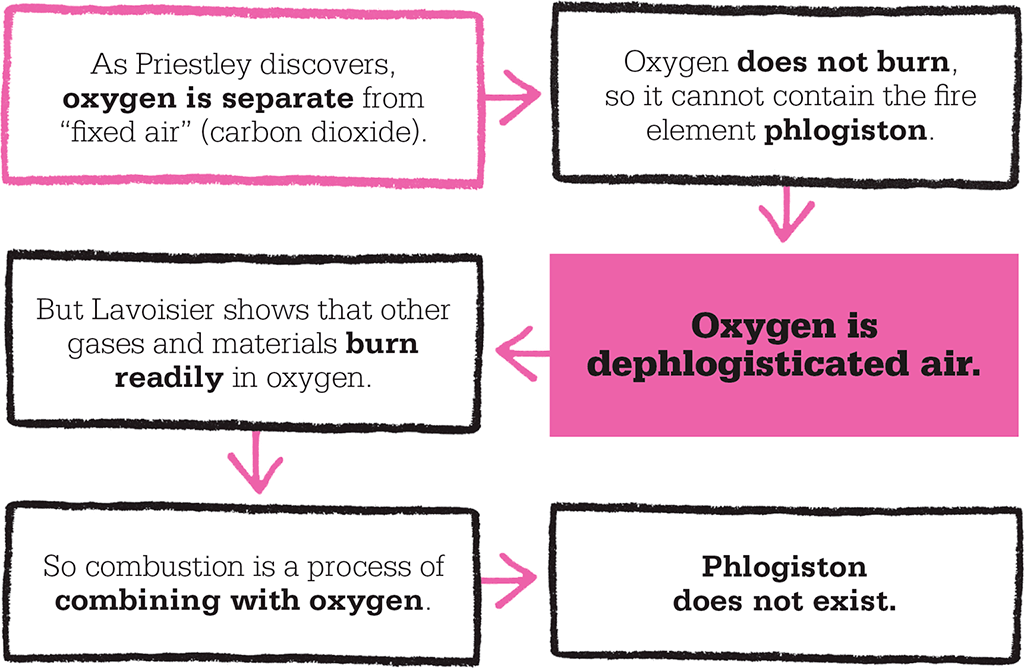 As Priestley discovers,
oxygen is separate from
“fixed air” (carbon dioxide).
Oxygen does not burn,
so it cannot contain the fire
element phlogiston.
Oxygen is
dephlogisticated air.
But Lavoisier shows that other
gases and materials burn
readily in oxygen.
So combustion is a process of
combining with oxygen.
Phlogiston
does not exist.